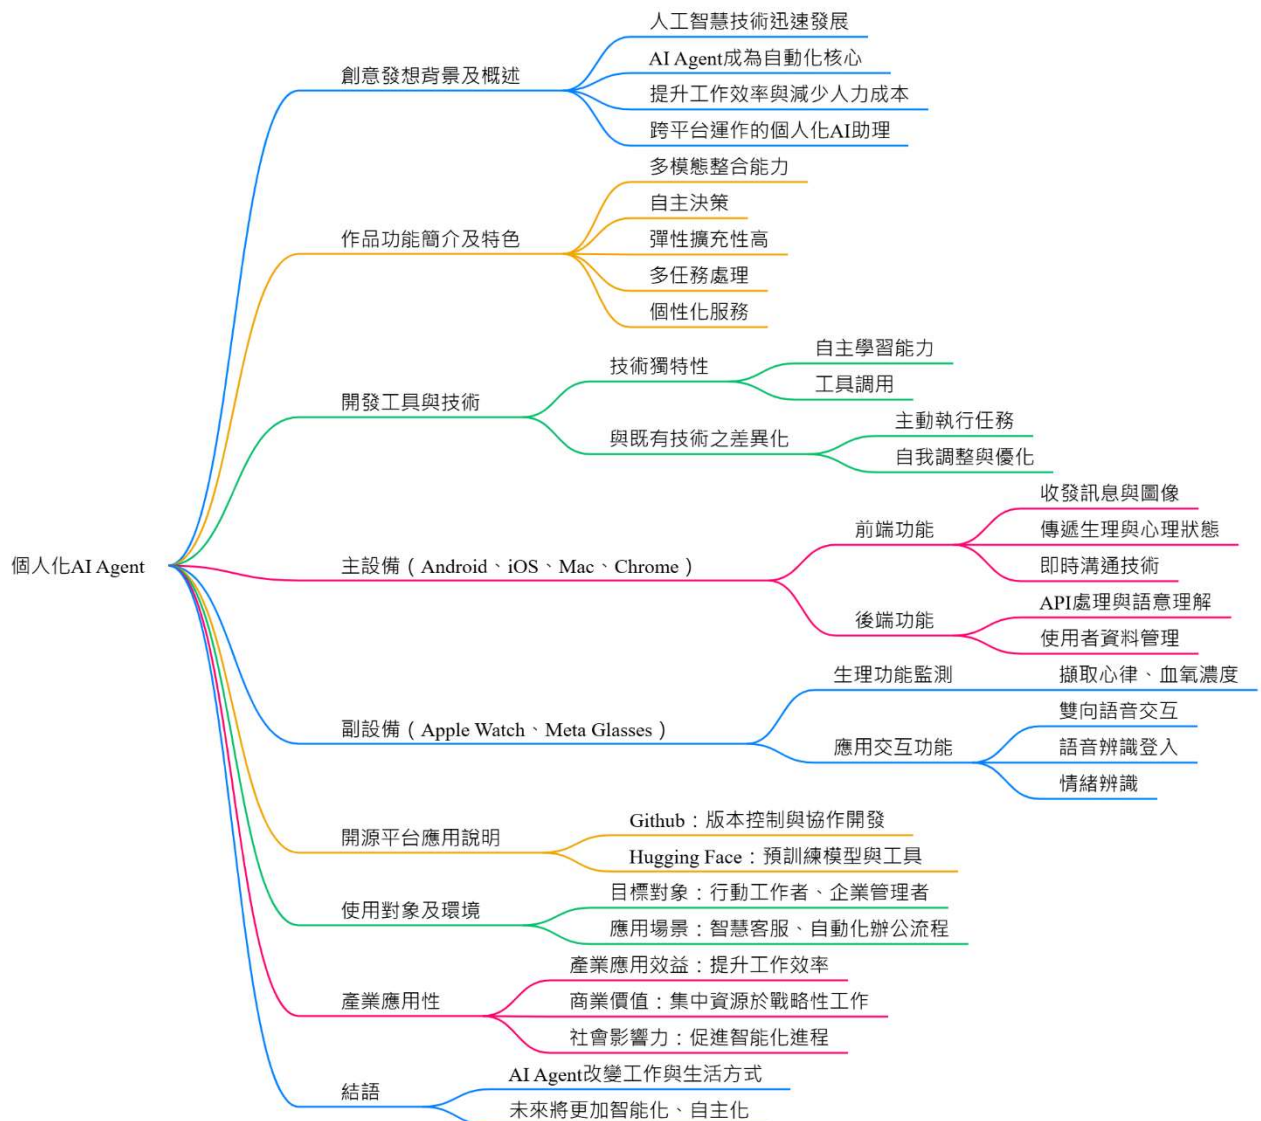 個人化AI Agent
創意發想背景及概述
人工智慧技術迅速發展
AI Agent成為自動化核心
提升工作效率與減少人力成本
跨平台運作的個人化AI助理
作品功能簡介及特色
多模態整合能力
自主決策
彈性擴充性高
多任務處理
個性化服務
開發工具與技術
技術獨特性
自主學習能力
工具調用
與既有技術之差異化
主動執行任務
自我調整與優化
主設備（Android、iOS、Mac、Chrome）
前端功能
收發訊息與圖像
傳遞生理與心理狀態
即時溝通技術
後端功能
API處理與語意理解
使用者資料管理
副設備（Apple Watch、Meta Glasses）
生理功能監測
擷取心律、血氧濃度
應用交互功能
雙向語音交互
語音辨識登入
情緒辨識
開源平台應用說明
Github：版本控制與協作開發
Hugging Face：預訓練模型與工具
使用對象及環境
目標對象：行動工作者、企業管理者
應用場景：智慧客服、自動化辦公流程
產業應用性
產業應用效益：提升工作效率
商業價值：集中資源於戰略性工作
社會影響力：促進智能化進程
結語
AI Agent改變工作與生活方式
未來將更加智能化、自主化